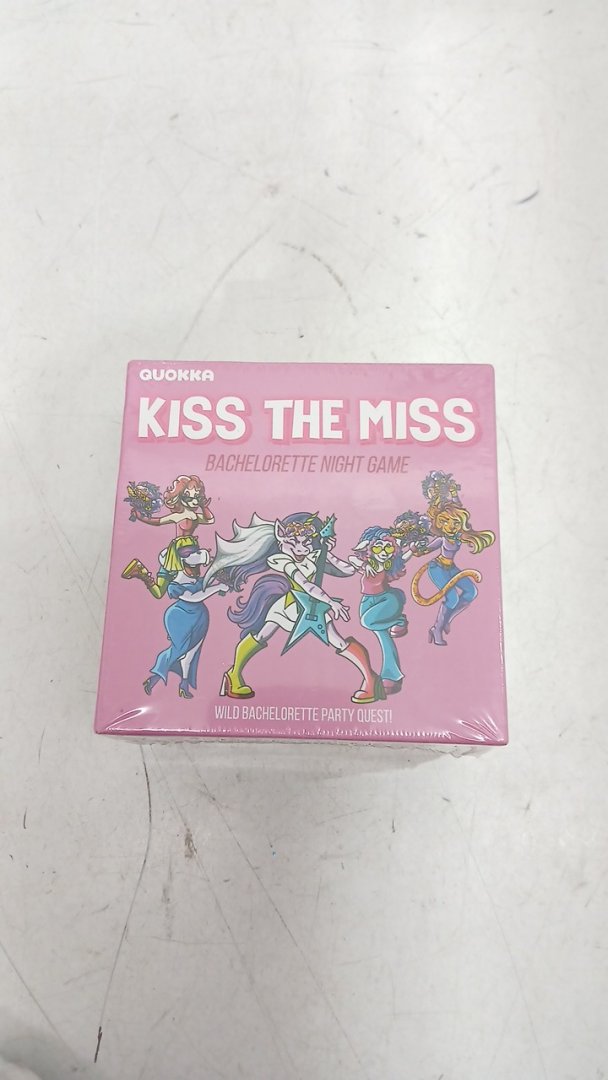 QUOKKA
KISS THE MISS
BACHELORETTE NIGHT GAME
WILD BACHELORETTE PARTY QUEST!